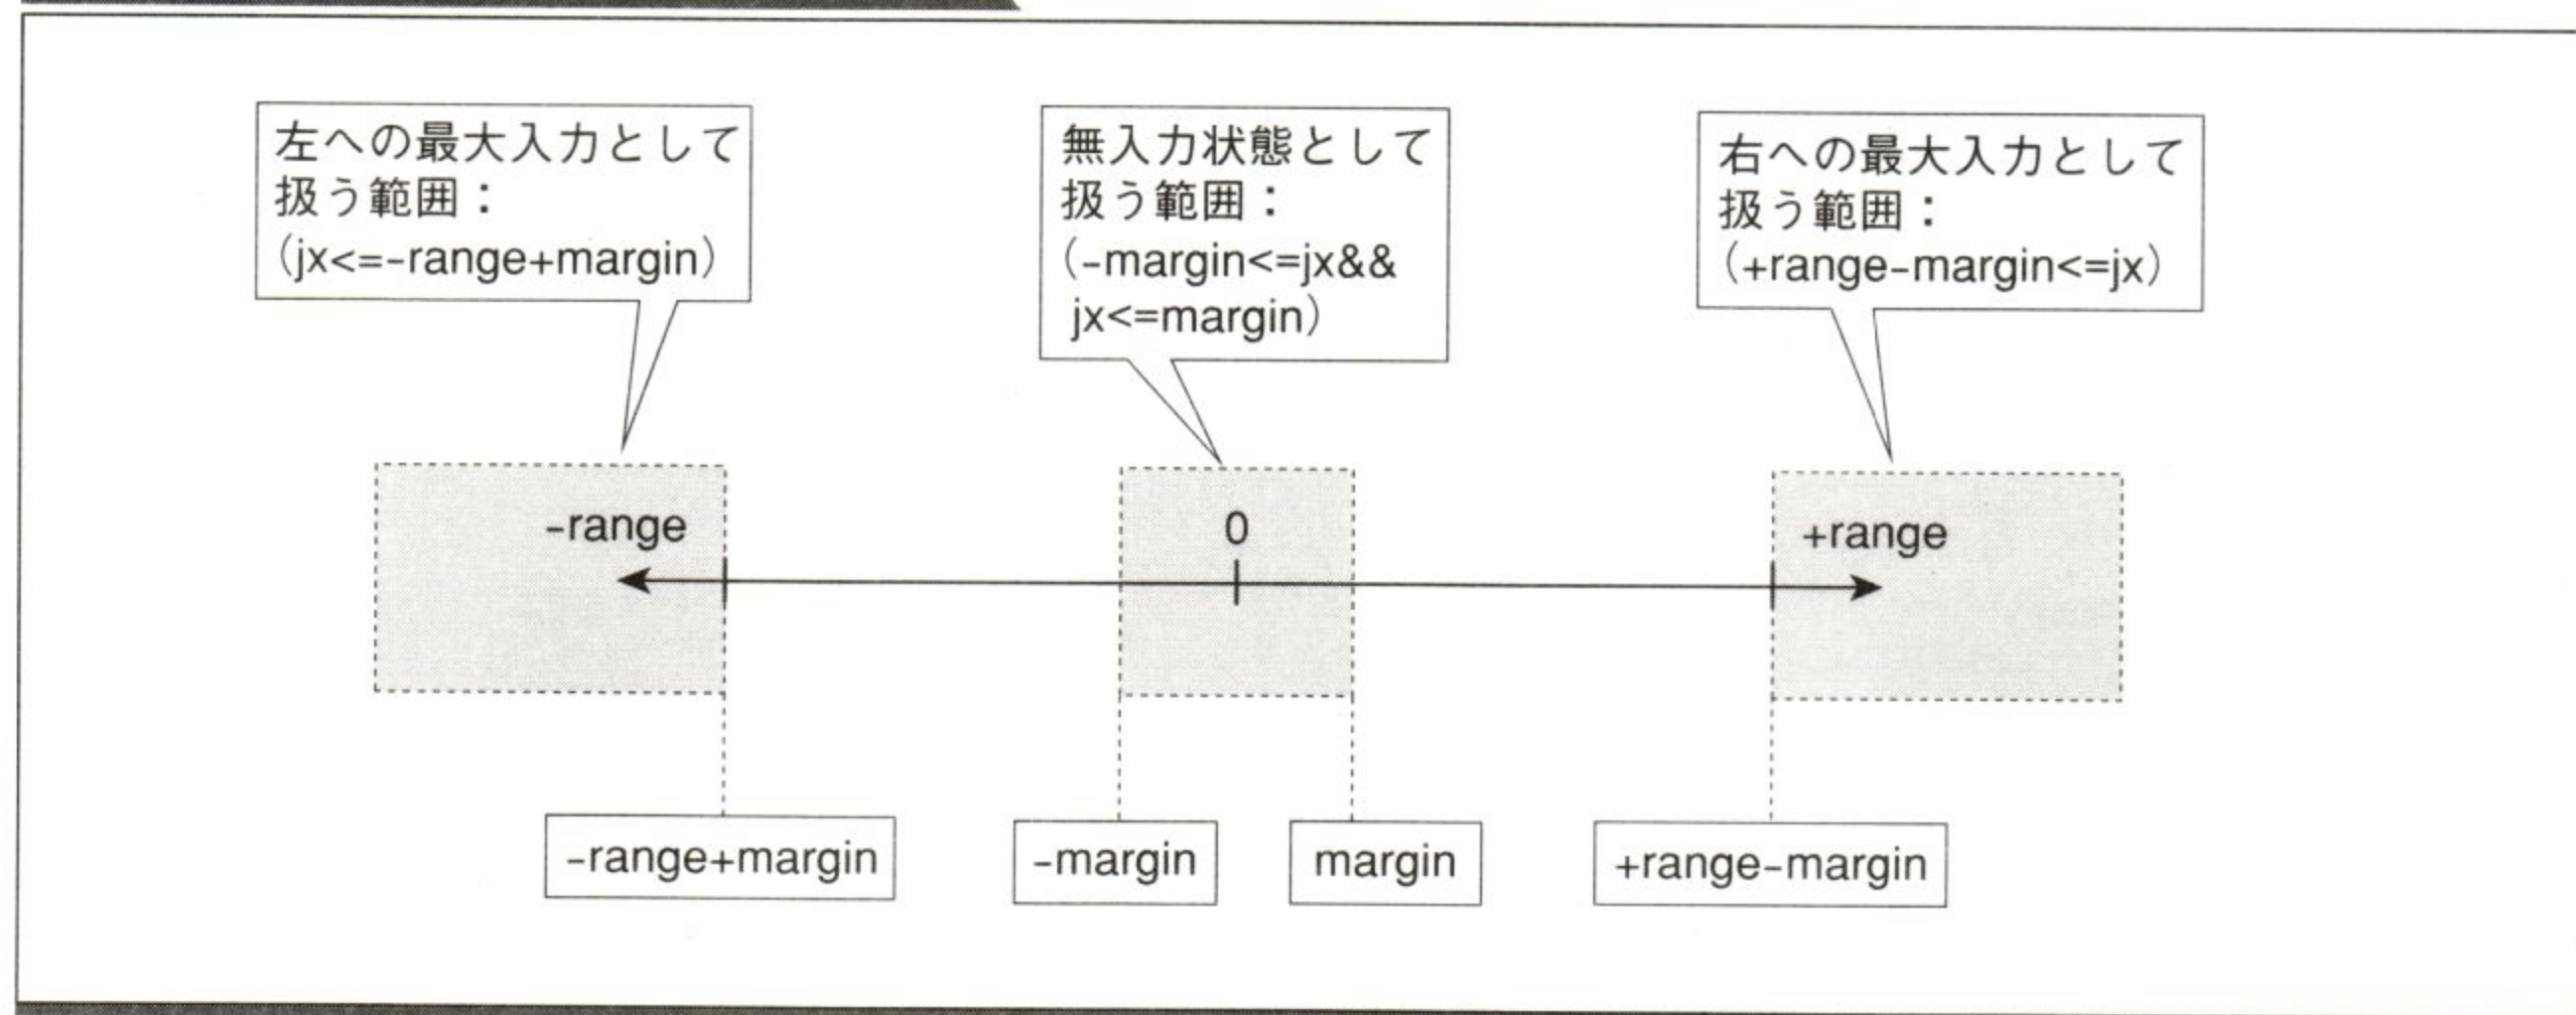 左への最大入力として
扱う範囲：
（jx<=-range+margin）
無入力状態として
扱う範囲：
（-margin<=jx&&
jx<=margin）
右への最大入力として
扱う範囲：
（+range-margin<=jx）
-range
0
+range
-range+margin
-margin
margin
+range-margin